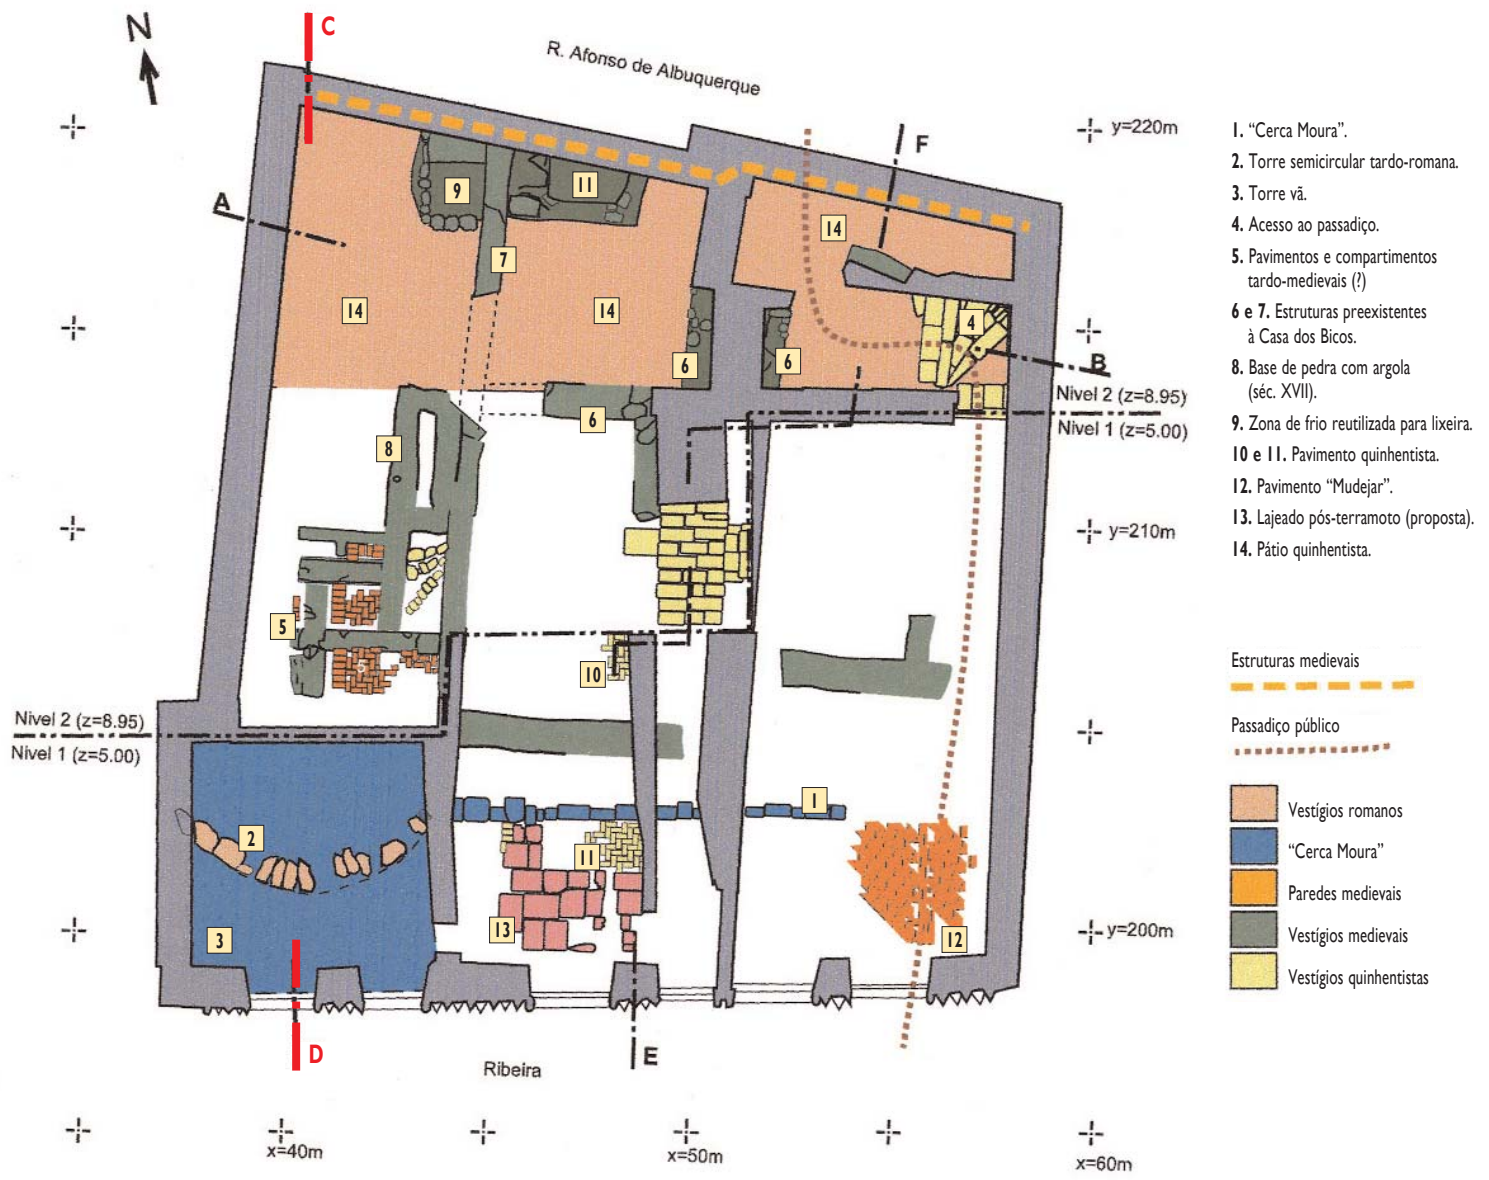 N
C
R. Afonso de Albuquerque
F
y=220m
A
9
11
14
7
14
14
4
6
6
B
Nivel 2 (z=8.95)
Nivel 1 (z=5.00)
6
8
y=210m
5
5
10
Nivel 2 (z=8.95)
Nivel 1 (z=5.00)
1
2
11
3
13
12
y=200m
D
E
Ribeira
x=40m
x=50m
x=60m
1. “Cerca Moura”.
2. Torre semicircular tardo-romana.
3. Torre vã.
4. Acesso ao passadiço.
5. Pavimentos e compartimentos
tardo-medievais (?)
6 e 7. Estruturas preexistentes
à Casa dos Bicos.
8. Base de pedra com argola
(séc. XVII).
9. Zona de frio reutilizada para lixeira.
10 e 11. Pavimento quinhentista.
12. Pavimento “Mudejar”.
13. Lajeado pós-terramoto (proposta).
14. Pátio quinhentista.
Estruturas medievais
Passadiço público
Vestígios romanos
“Cerca Moura”
Paredes medievais
Vestígios medievais
Vestígios quinhentistas